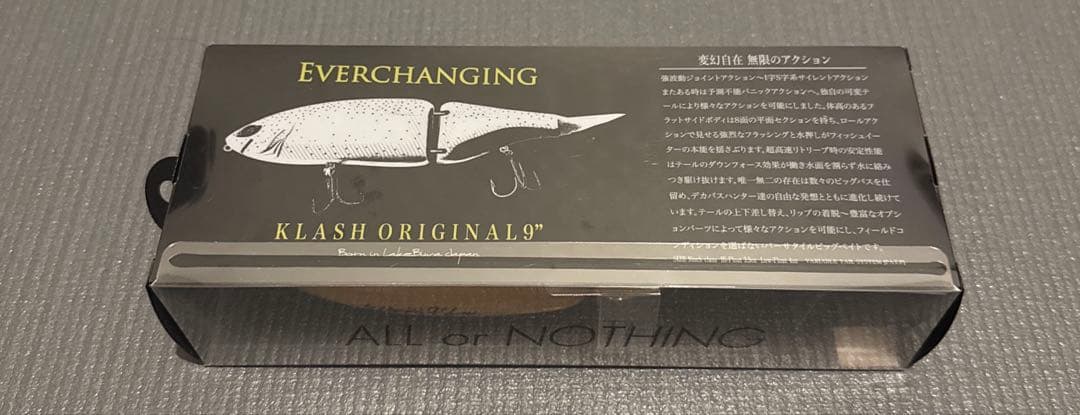 EVERCHANGING
KLASH ORIGINAL 9”
Born in Lake Biwa Japan
変幻自在 無限のアクション
強波動ジョイントアクション〜I字S字系サイレントアクション
またある時は予測不能パニックアクションへ。独自の可変テ
ールにより様々なアクションを可能にしました。体高のあるフ
ラットサイドボディは8面の平面セクションを持ち、ロールアク
ションで見せる強烈なフラッシングと水押しがフィッシュイー
ターの本能を揺さぶります。超高速リトリーブ時の安定性能
はテールのダウンフォース効果が働き水面を割らず水に絡み
つき駆け抜けます。唯一無二の存在は数々のビッグバスを仕
留め、デカバスハンター達の自由な発想とともに進化し続けて
います。テールの上下差し替え、リップの着脱〜豊富なオプシ
ョンパーツによって様々なアクションを可能にし、フィールドコ
ンディションを選ばないバーサタイルビッグベイトです。
VARIABLE TAIL SYSTEM
ALL or NOTHING